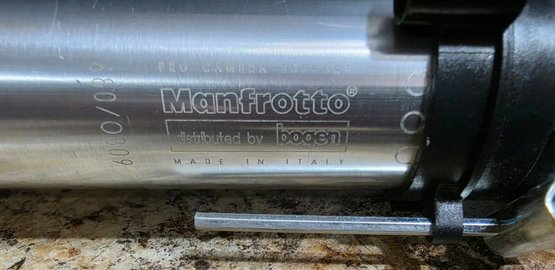 PRO CAMERA SUPPORT
Manfrotto®
distributed by bogen
MADE IN ITALY